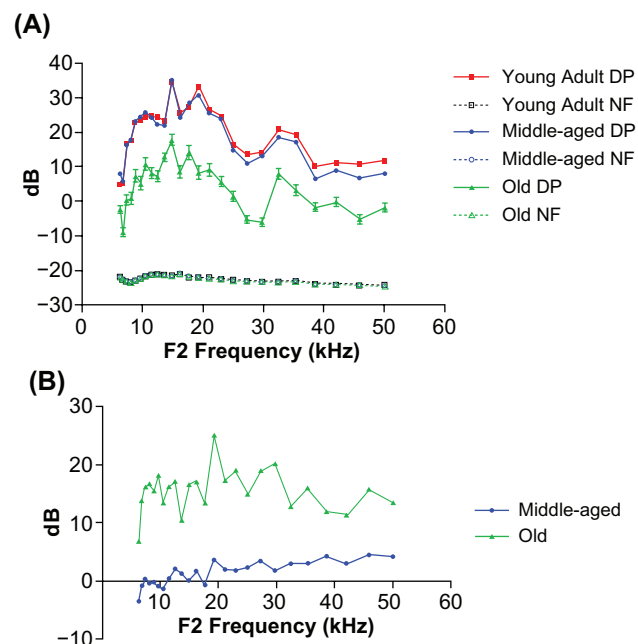 (A)
40
30
20
10
0
−10
−20
−30
dB
0 10 20 30 40 50 60
F2 Frequency (kHz)
Young Adult DP
Young Adult NF
Middle-aged DP
Middle-aged NF
Old DP
Old NF
(B)
30
20
10
0
−10
dB
10 20 30 40 50 60
F2 Frequency (kHz)
Middle-aged
Old